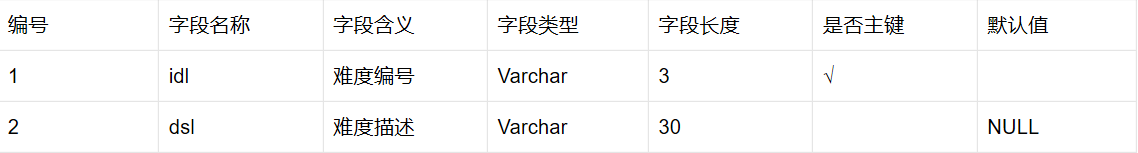 编号 字段名称 字段含义 字段类型 字段长度 是否主键 默认值
1 idl 难度编号 Varchar 3 √
2 dsl 难度描述 Varchar 30 NULL